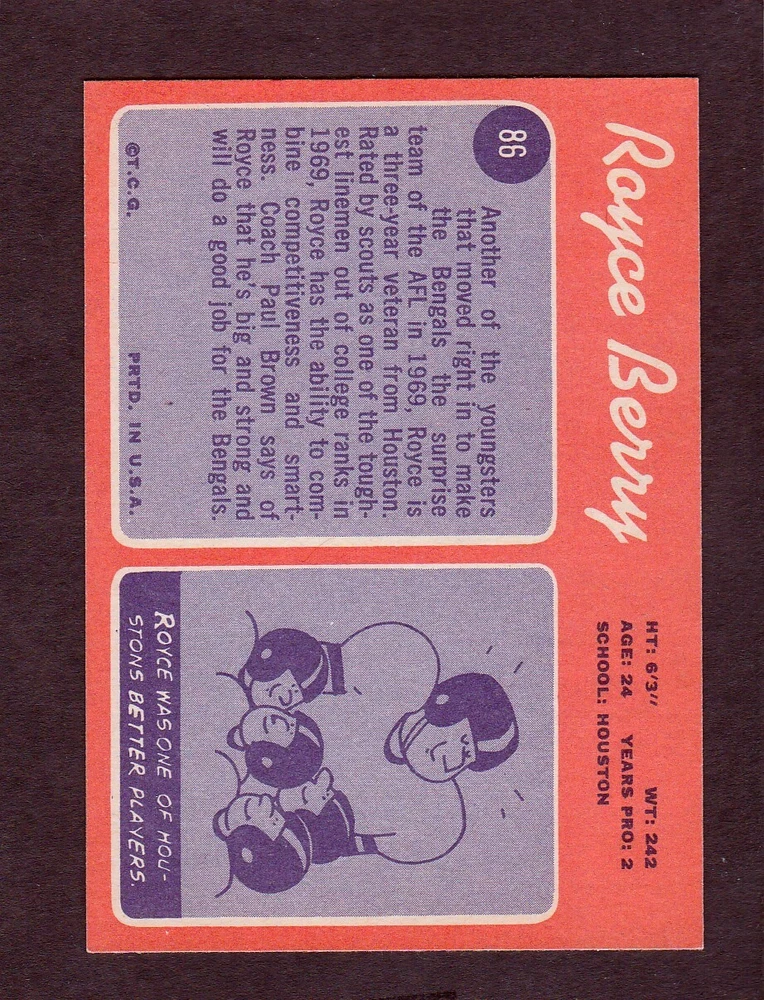 Royce Berry
HT: 6'3" WT: 242
AGE: 24 YEARS PRO: 2
SCHOOL: HOUSTON
86
Another of the youngsters
that moved right in to make
the Bengals the surprise
team of the AFL in 1969, Royce is
a three-year veteran from Houston.
Rated by scouts as one of the tough-
est linemen out of college ranks in
1969, Royce has the ability to com-
bine competitiveness and smart-
ness. Coach Paul Brown says of
Royce that he's big and strong and
will do a good job for the Bengals.
©T.C.G. PRTD. IN U.S.A.
ROYCE WAS ONE OF HOU-
STONS BETTER PLAYERS.